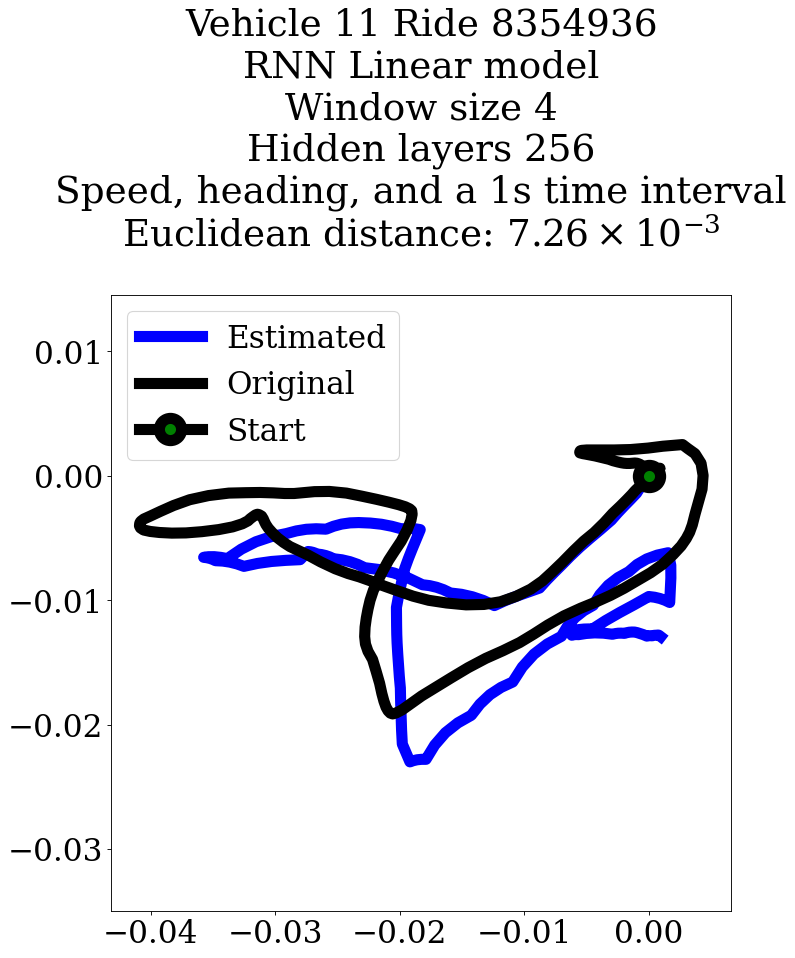 Vehicle 11 Ride 8354936
RNN Linear model
Window size 4
Hidden layers 256
Speed, heading, and a 1s time interval
Euclidean distance: 7.26 × 10⁻³
Estimated
Original
Start
0.01
0.00
−0.01
−0.02
−0.03
−0.04 −0.03 −0.02 −0.01 0.00